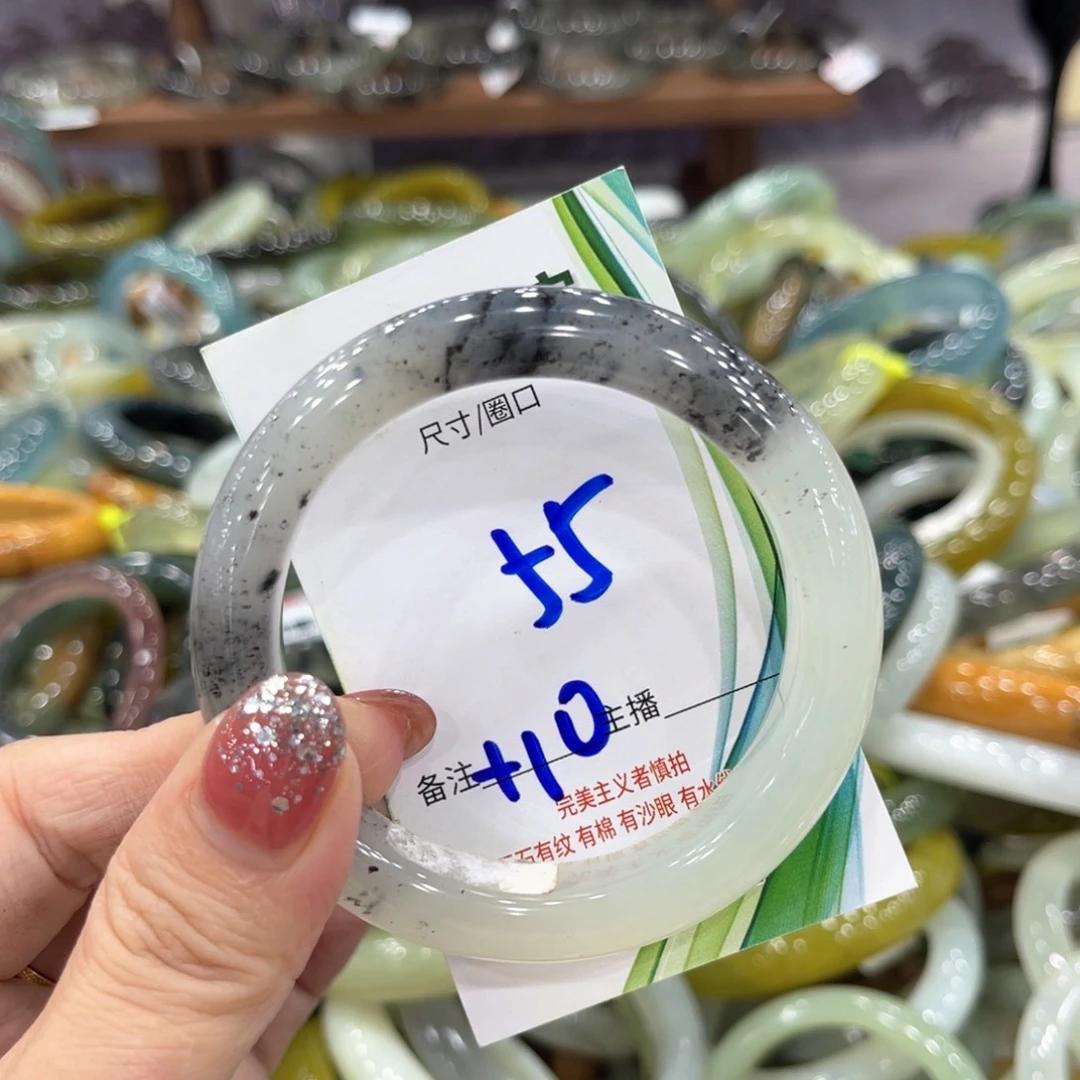 尺寸/圈口
备注 +10 主播
完美主义者慎拍
石有纹 有棉 有沙眼 有水